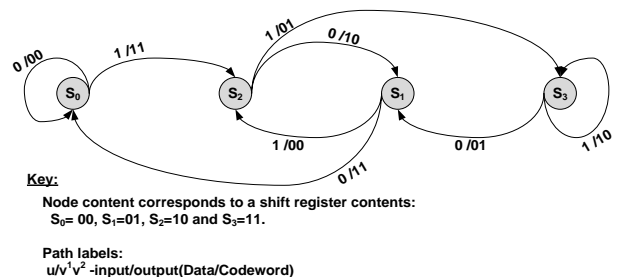 1 /01
0 /10
0 /00
1 /11
S₀
S₂
S₁
S₃
1 /00
0 /01
1 /10
0 /11
Key:
Node content corresponds to a shift register contents:
S₀= 00, S₁=01, S₂=10 and S₃=11.
Path labels:
u/v¹v² -input/output(Data/Codeword)